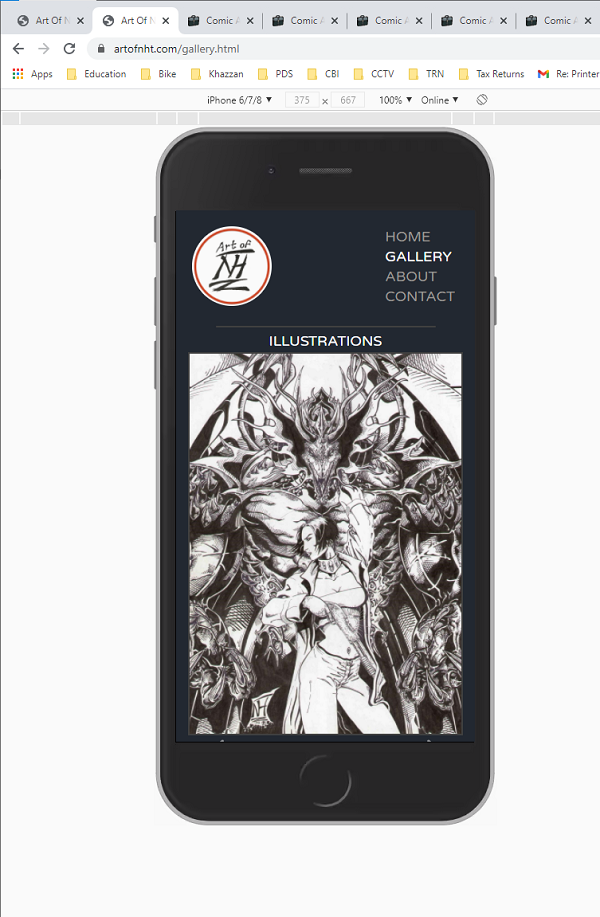 Art Of N
Art Of N
Comic A
Comic A
Comic A
Comic A
Comic A
artofnht.com/gallery.html
Apps Education Bike Khazzan PDS CBI CCTV TRN Tax Returns Re: Printer
iPhone 6/7/8 ▼ 375 x 667 100% ▼ Online ▼
Art of
NH
HOME
GALLERY
ABOUT
CONTACT
ILLUSTRATIONS
NH